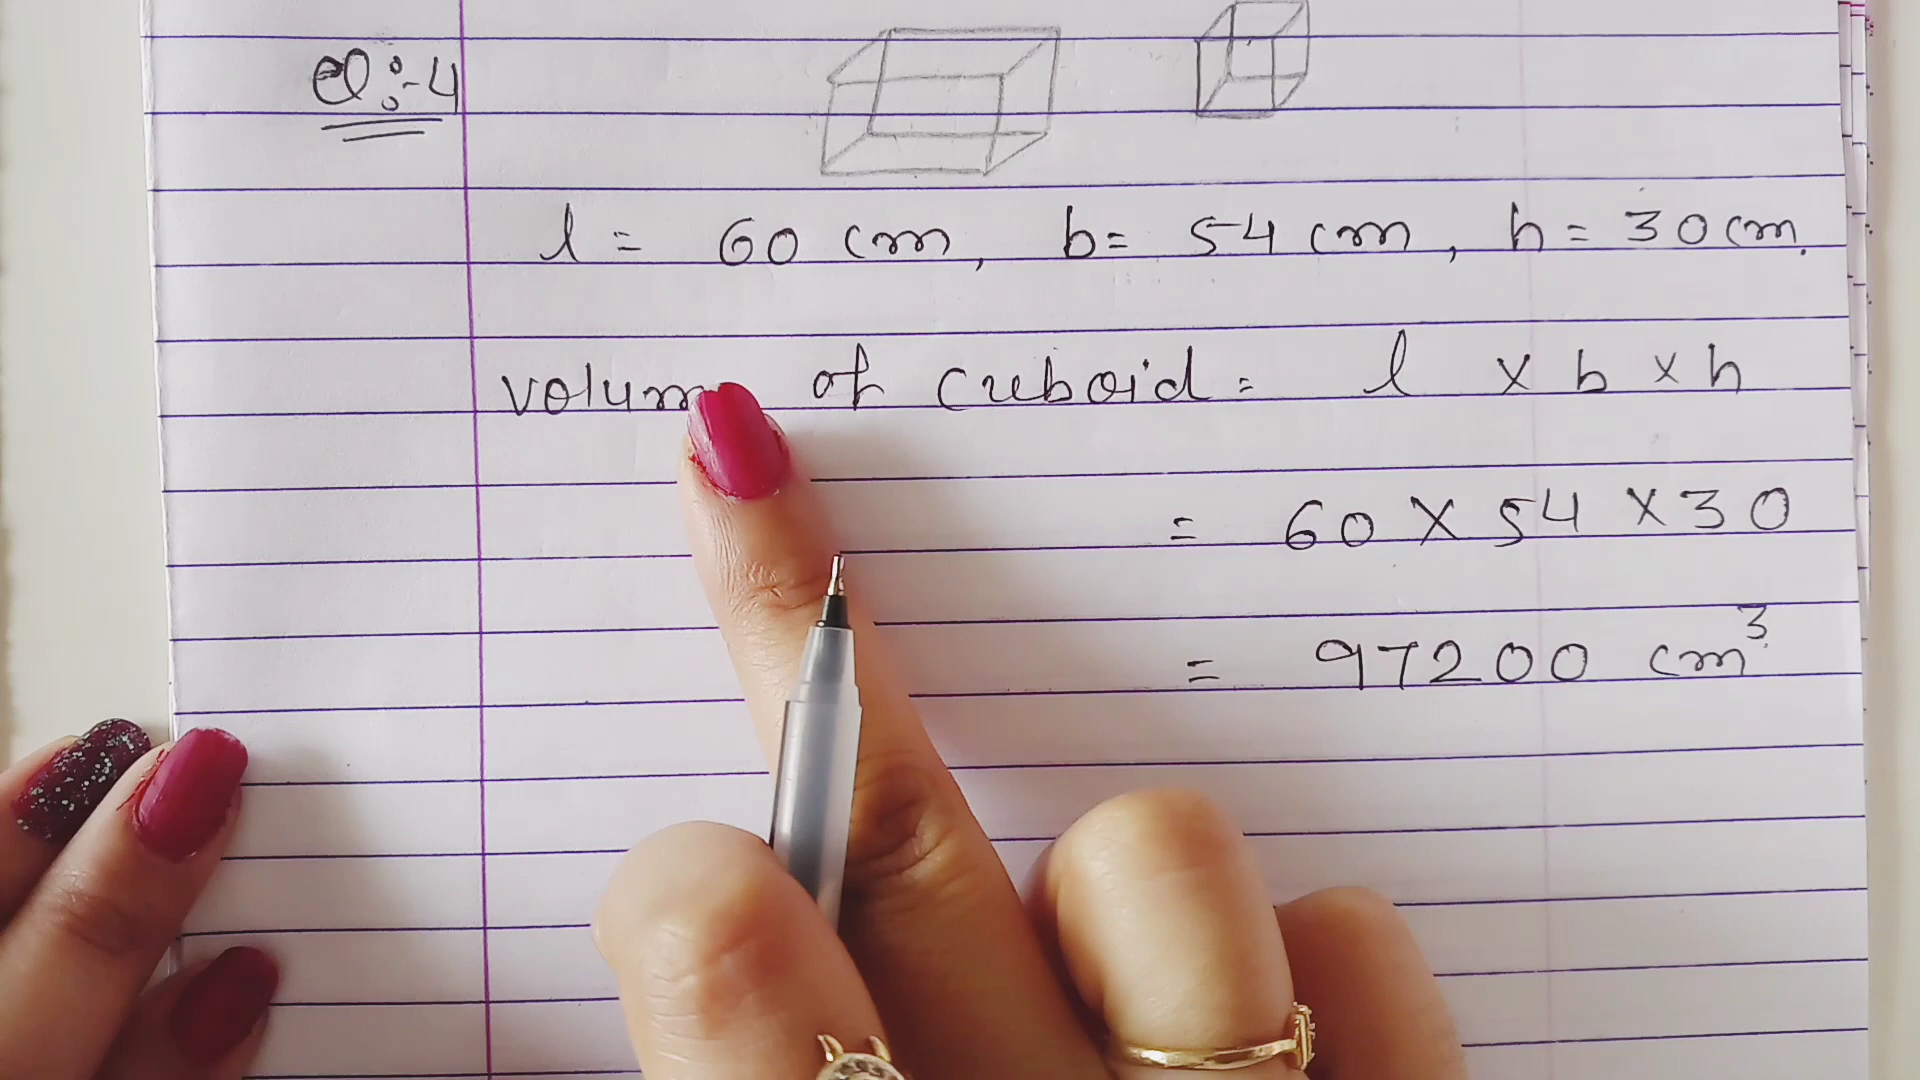 Q:-4
l = 60 cm, b = 54 cm, h = 30 cm.
volum of cuboid = l x b x h
= 60 x 54 x 30
= 97200 cm³